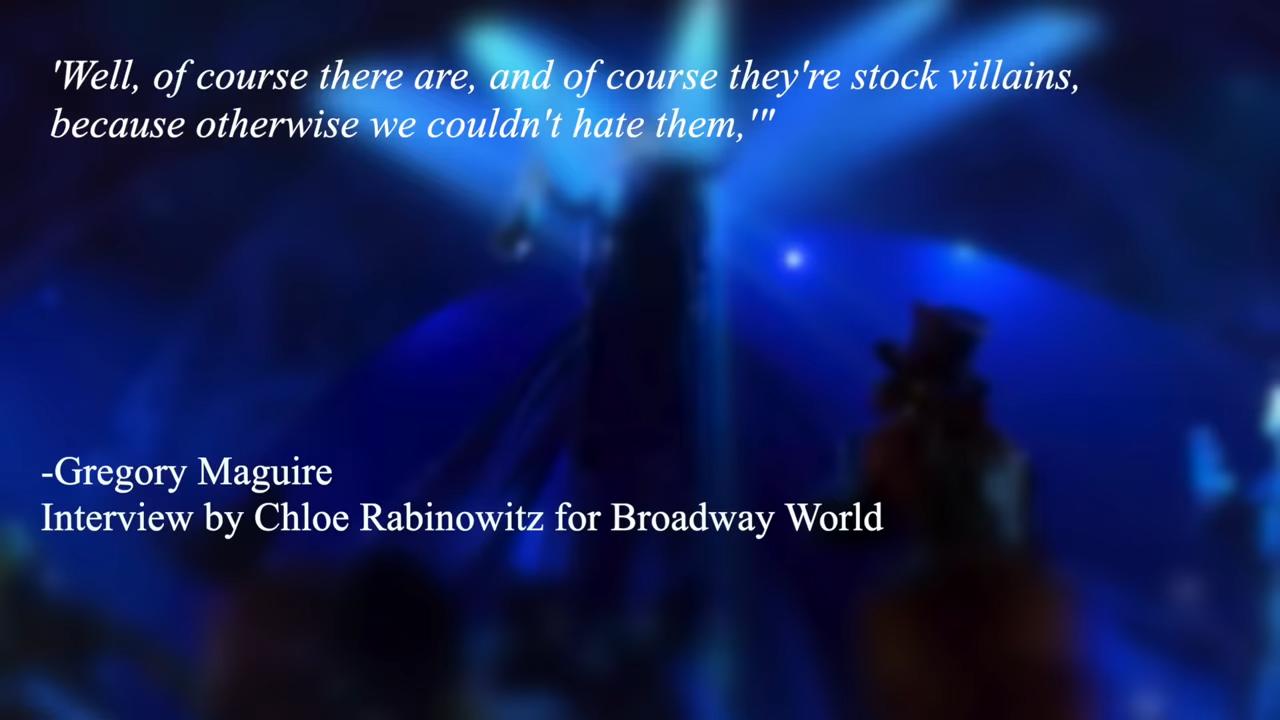 'Well, of course there are, and of course they're stock villains,
because otherwise we couldn't hate them,'"
-Gregory Maguire
Interview by Chloe Rabinowitz for Broadway World